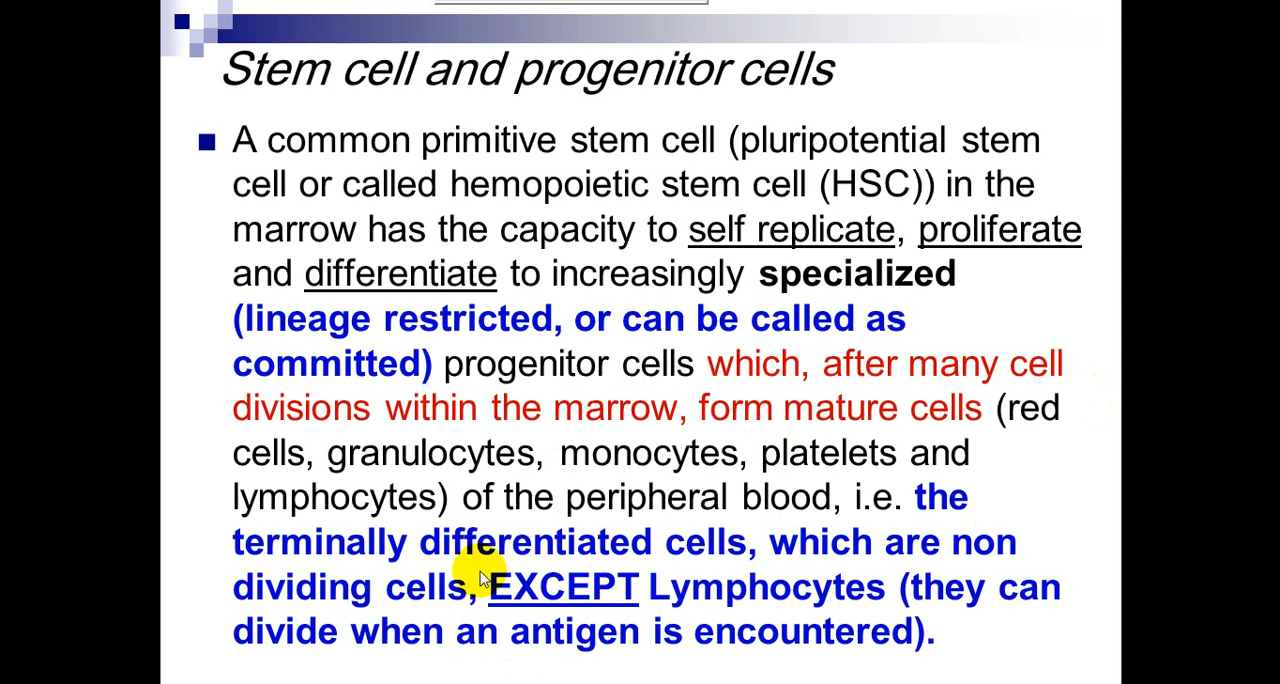 Stem cell and progenitor cells
A common primitive stem cell (pluripotential stem
cell or called hemopoietic stem cell (HSC)) in the
marrow has the capacity to self replicate, proliferate
and differentiate to increasingly specialized
(lineage restricted, or can be called as
committed) progenitor cells which, after many cell
divisions within the marrow, form mature cells (red
cells, granulocytes, monocytes, platelets and
lymphocytes) of the peripheral blood, i.e. the
terminally differentiated cells, which are non
dividing cells, EXCEPT Lymphocytes (they can
divide when an antigen is encountered).